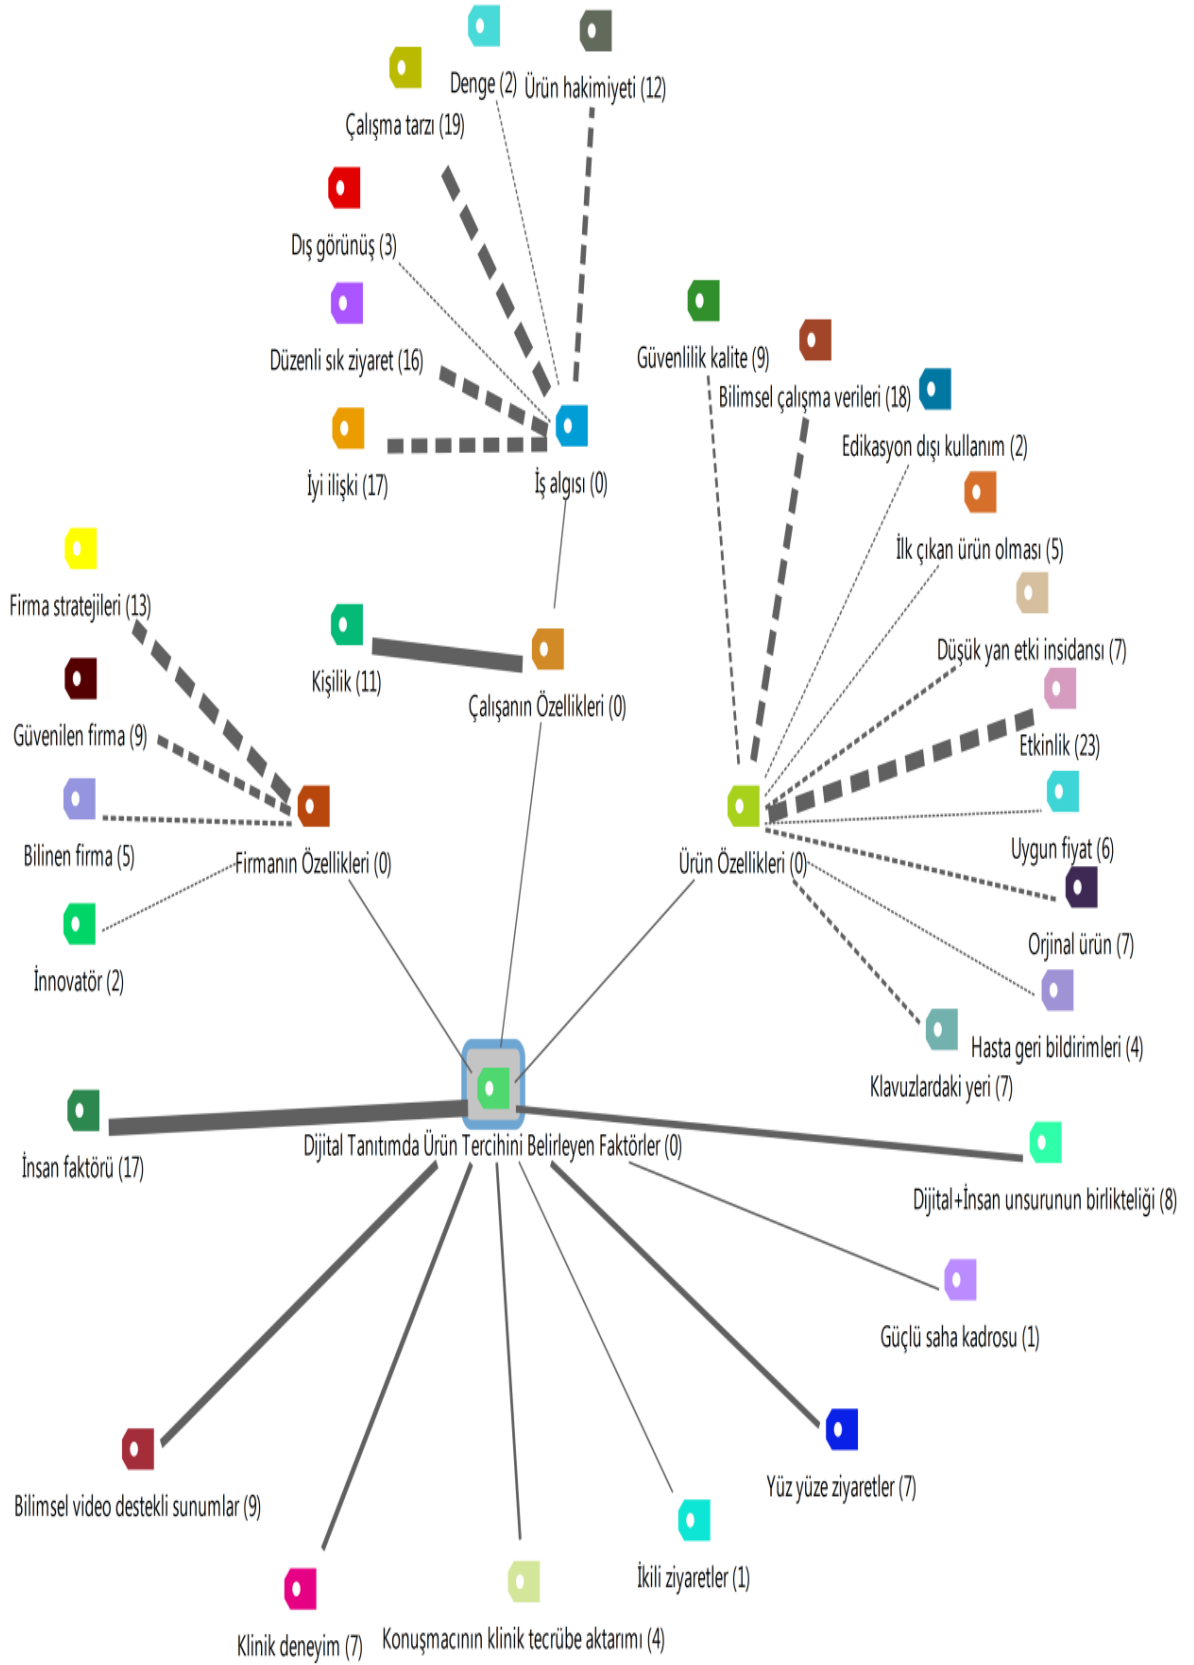 Denge (2)
Ürün hakimiyeti (12)
Çalışma tarzı (19)
Dış görünüş (3)
Düzenli sık ziyaret (16)
İyi ilişki (17)
İş algısı (0)
Güvenlilik kalite (9)
Bilimsel çalışma verileri (18)
Edikasyon dışı kullanım (2)
İlk çıkan ürün olması (5)
Düşük yan etki insidansı (7)
Etkinlik (23)
Uygun fiyat (6)
Orjinal ürün (7)
Hasta geri bildirimleri (4)
Klavuzlardaki yeri (7)
Ürün Özellikleri (0)
Kişilik (11)
Çalışanın Özellikleri (0)
Firma stratejileri (13)
Güvenilen firma (9)
Bilinen firma (5)
İnnovatör (2)
Firmanın Özellikleri (0)
İnsan faktörü (17)
Dijital Tanıtımda Ürün Tercihini Belirleyen Faktörler (0)
Dijital+İnsan unsurunun birlikteliği (8)
Güçlü saha kadrosu (1)
Yüz yüze ziyaretler (7)
İkili ziyaretler (1)
Konuşmacının klinik tecrübe aktarımı (4)
Klinik deneyim (7)
Bilimsel video destekli sunumlar (9)